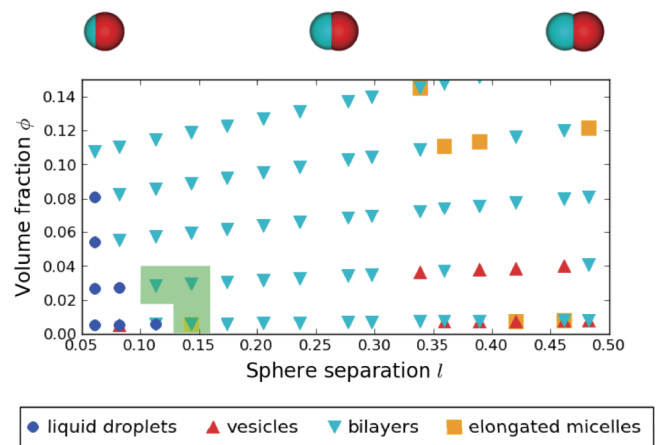 0.14
0.12
0.10
0.08
0.06
0.04
0.02
0.00
Volume fraction ϕ
0.05 0.10 0.15 0.20 0.25 0.30 0.35 0.40 0.45 0.50
Sphere separation l
liquid droplets vesicles bilayers elongated micelles